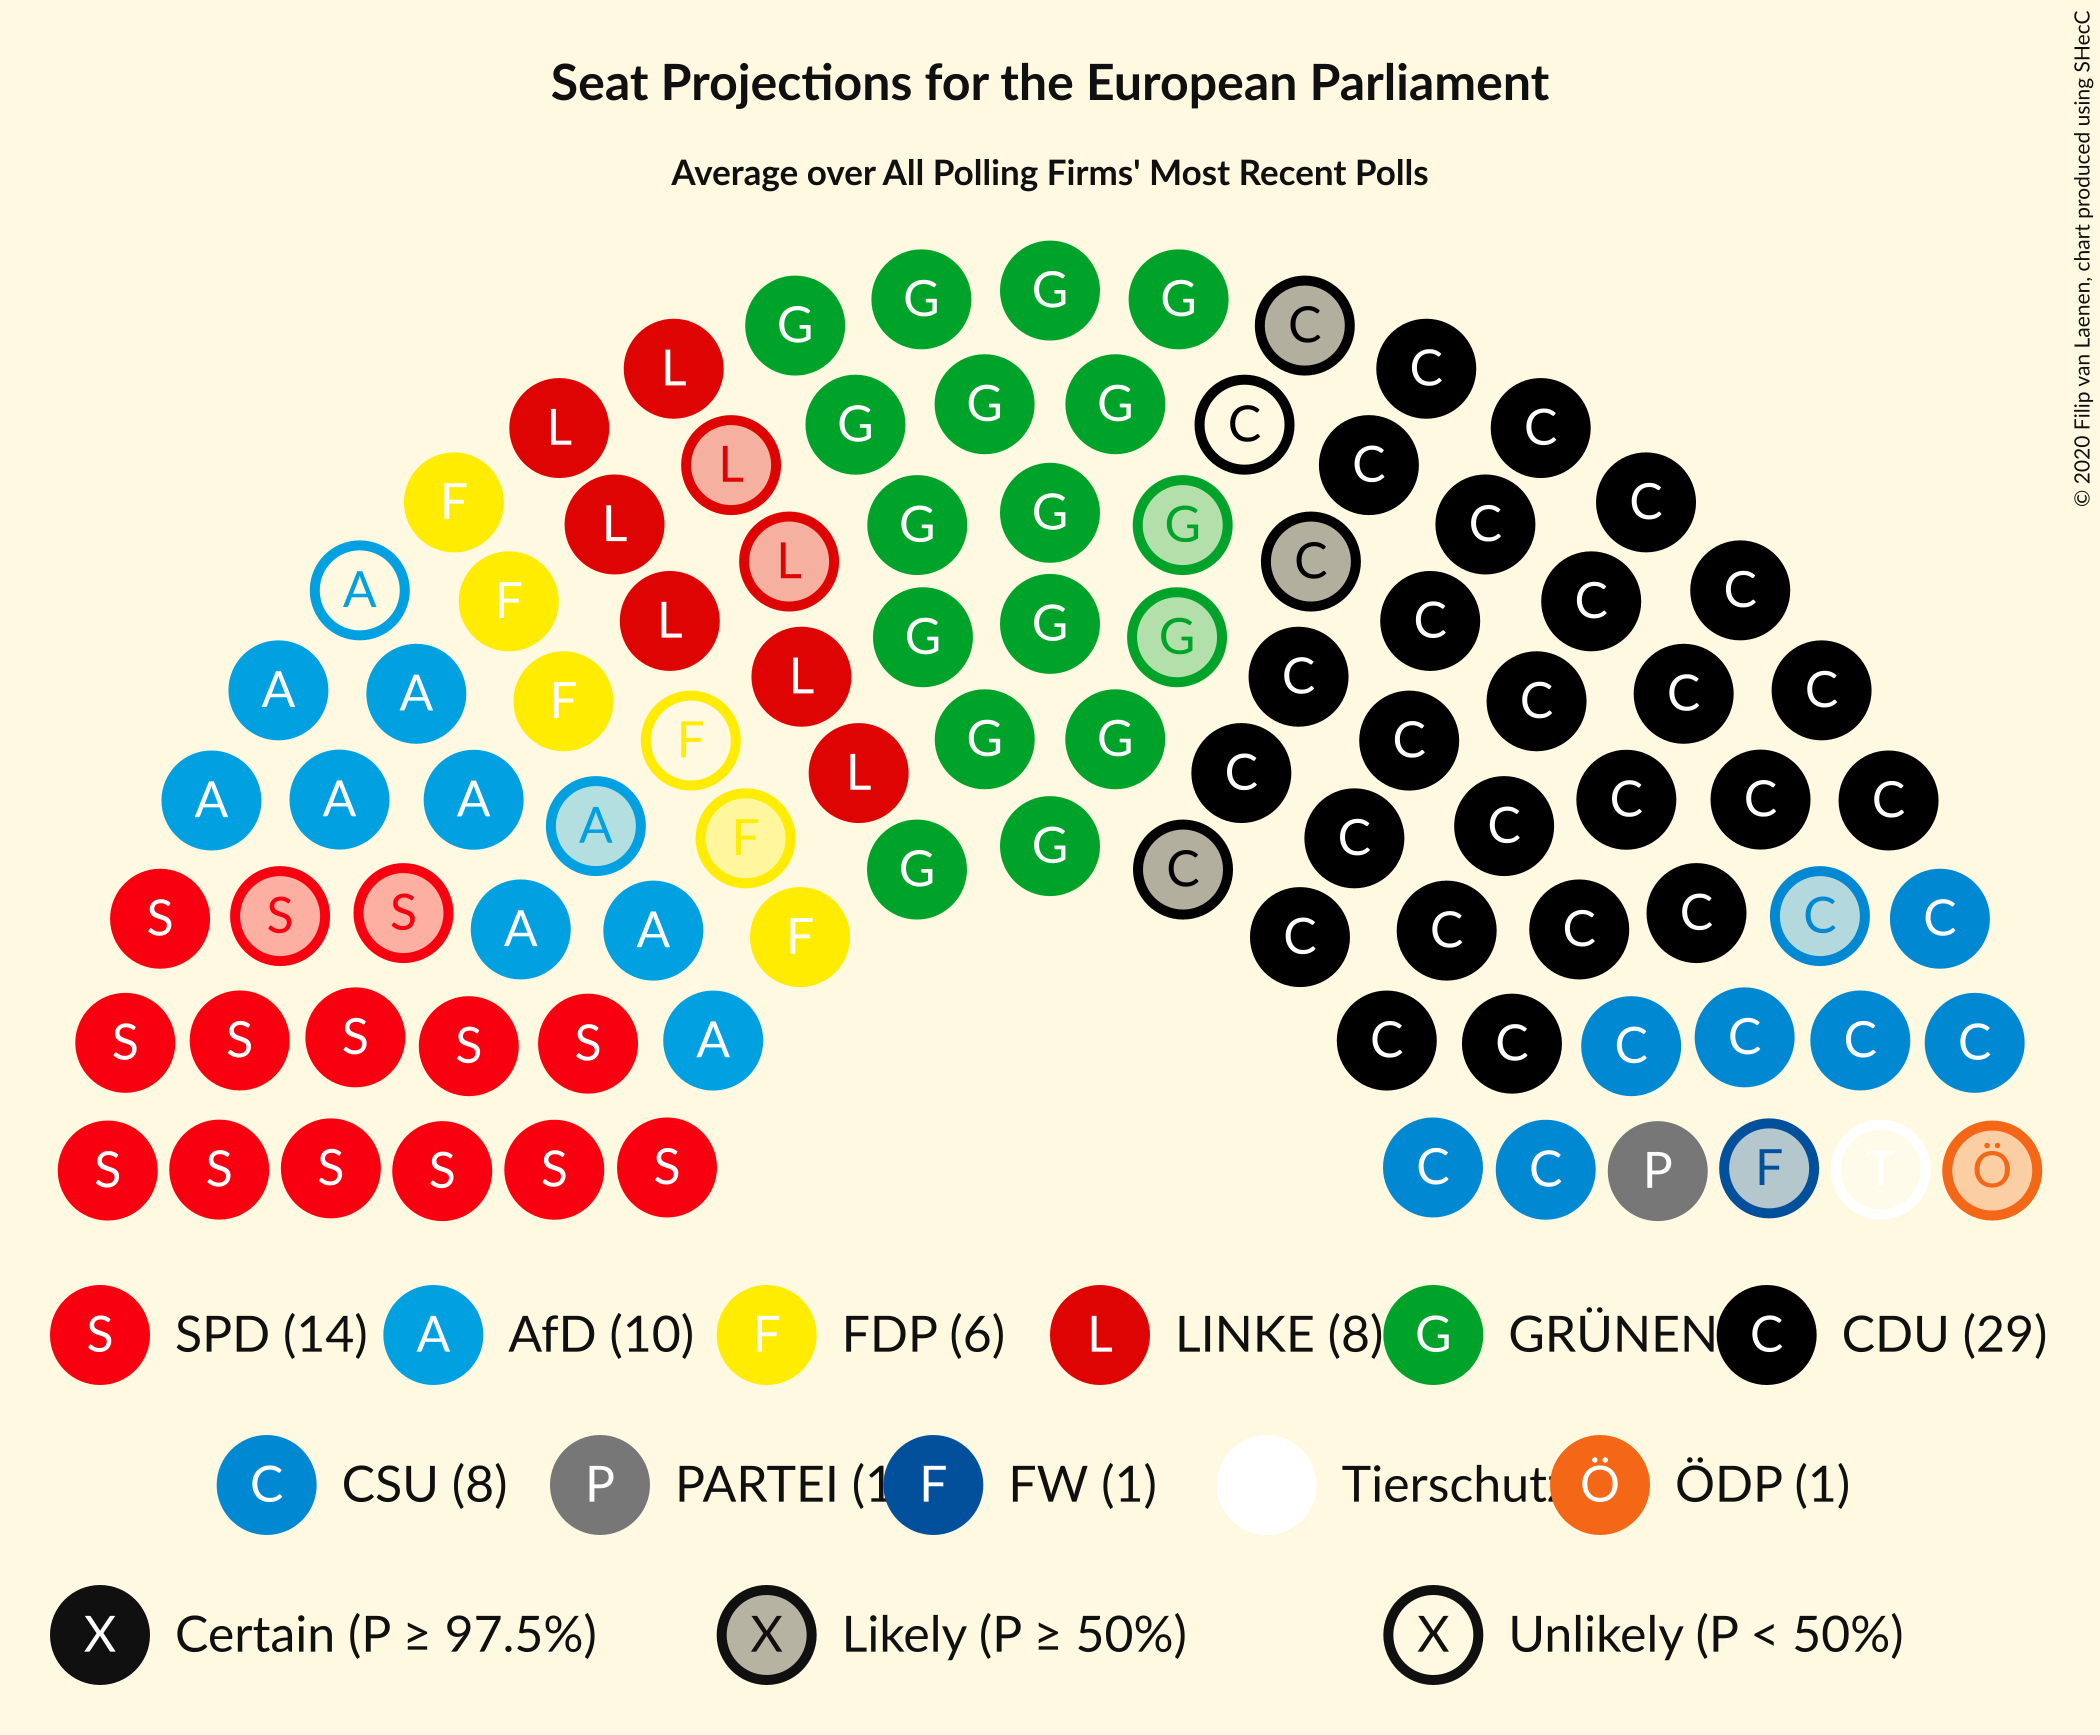 Seat Projections for the European Parliament
Average over All Polling Firms' Most Recent Polls
© 2020 Filip van Laenen, chart produced using SHecC
G G G G C
L G G G C C
L L G G G C C C
F L L G G G C C C
A F L L G G C C C C
A A F F L G G C C C C C
A A A A F G G C C C C C C
S S S A A F C C C C C C
S S S S S A C C C C C C
S S S S S S C C P F T Ö
S SPD (14) A AfD (10) F FDP (6) L LINKE (8) G GRÜNEN C CDU (29)
C CSU (8) P PARTEI (1 F FW (1) Tierschutz Ö ÖDP (1)
X Certain (P ≥ 97.5%) X Likely (P ≥ 50%) X Unlikely (P < 50%)